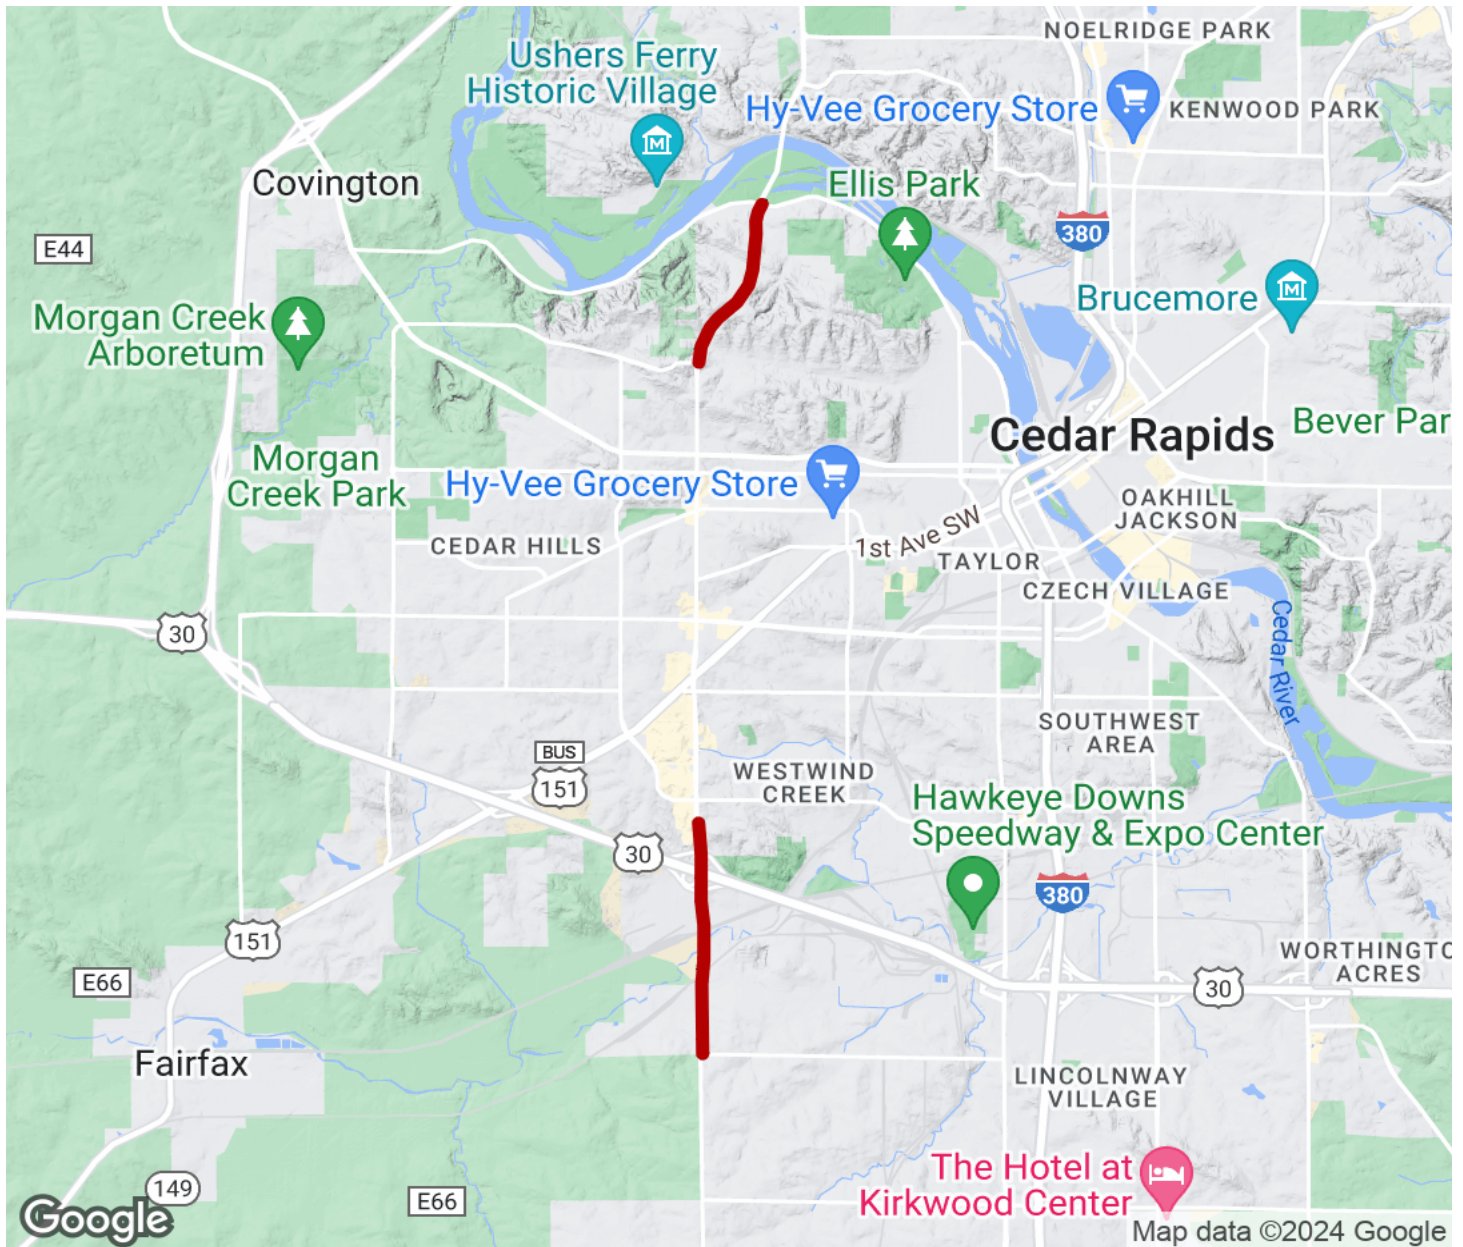 NOELRIDGE PARK
Ushers Ferry
Historic Village
Hy-Vee Grocery Store
KENWOOD PARK
Covington
Ellis Park
380
E44
Brucemore
Morgan Creek
Arboretum
Bever Par
Cedar Rapids
Morgan
Creek Park
Hy-Vee Grocery Store
OAKHILL
JACKSON
1st Ave SW
CEDAR HILLS
TAYLOR
CZECH VILLAGE
30
Cedar River
SOUTHWEST
AREA
BUS
151
WESTWIND
CREEK
Hawkeye Downs
Speedway & Expo Center
30
380
151
WORTHINGTO
ACRES
E66
30
Fairfax
LINCOLNWAY
VILLAGE
The Hotel at
Kirkwood Center
149
E66
Google
Map data ©2024 Google